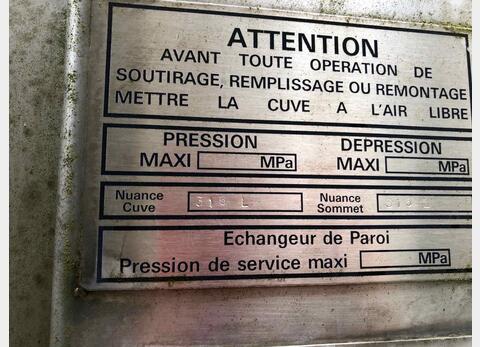 ATTENTION
AVANT TOUTE OPERATION DE
SOUTIRAGE, REMPLISSAGE OU REMONTAGE
METTRE LA CUVE A L'AIR LIBRE
PRESSION DEPRESSION
MAXI MPa MAXI MPa
Nuance Nuance
Cuve L Sommet
Echangeur de Paroi
Pression de service maxi MPa